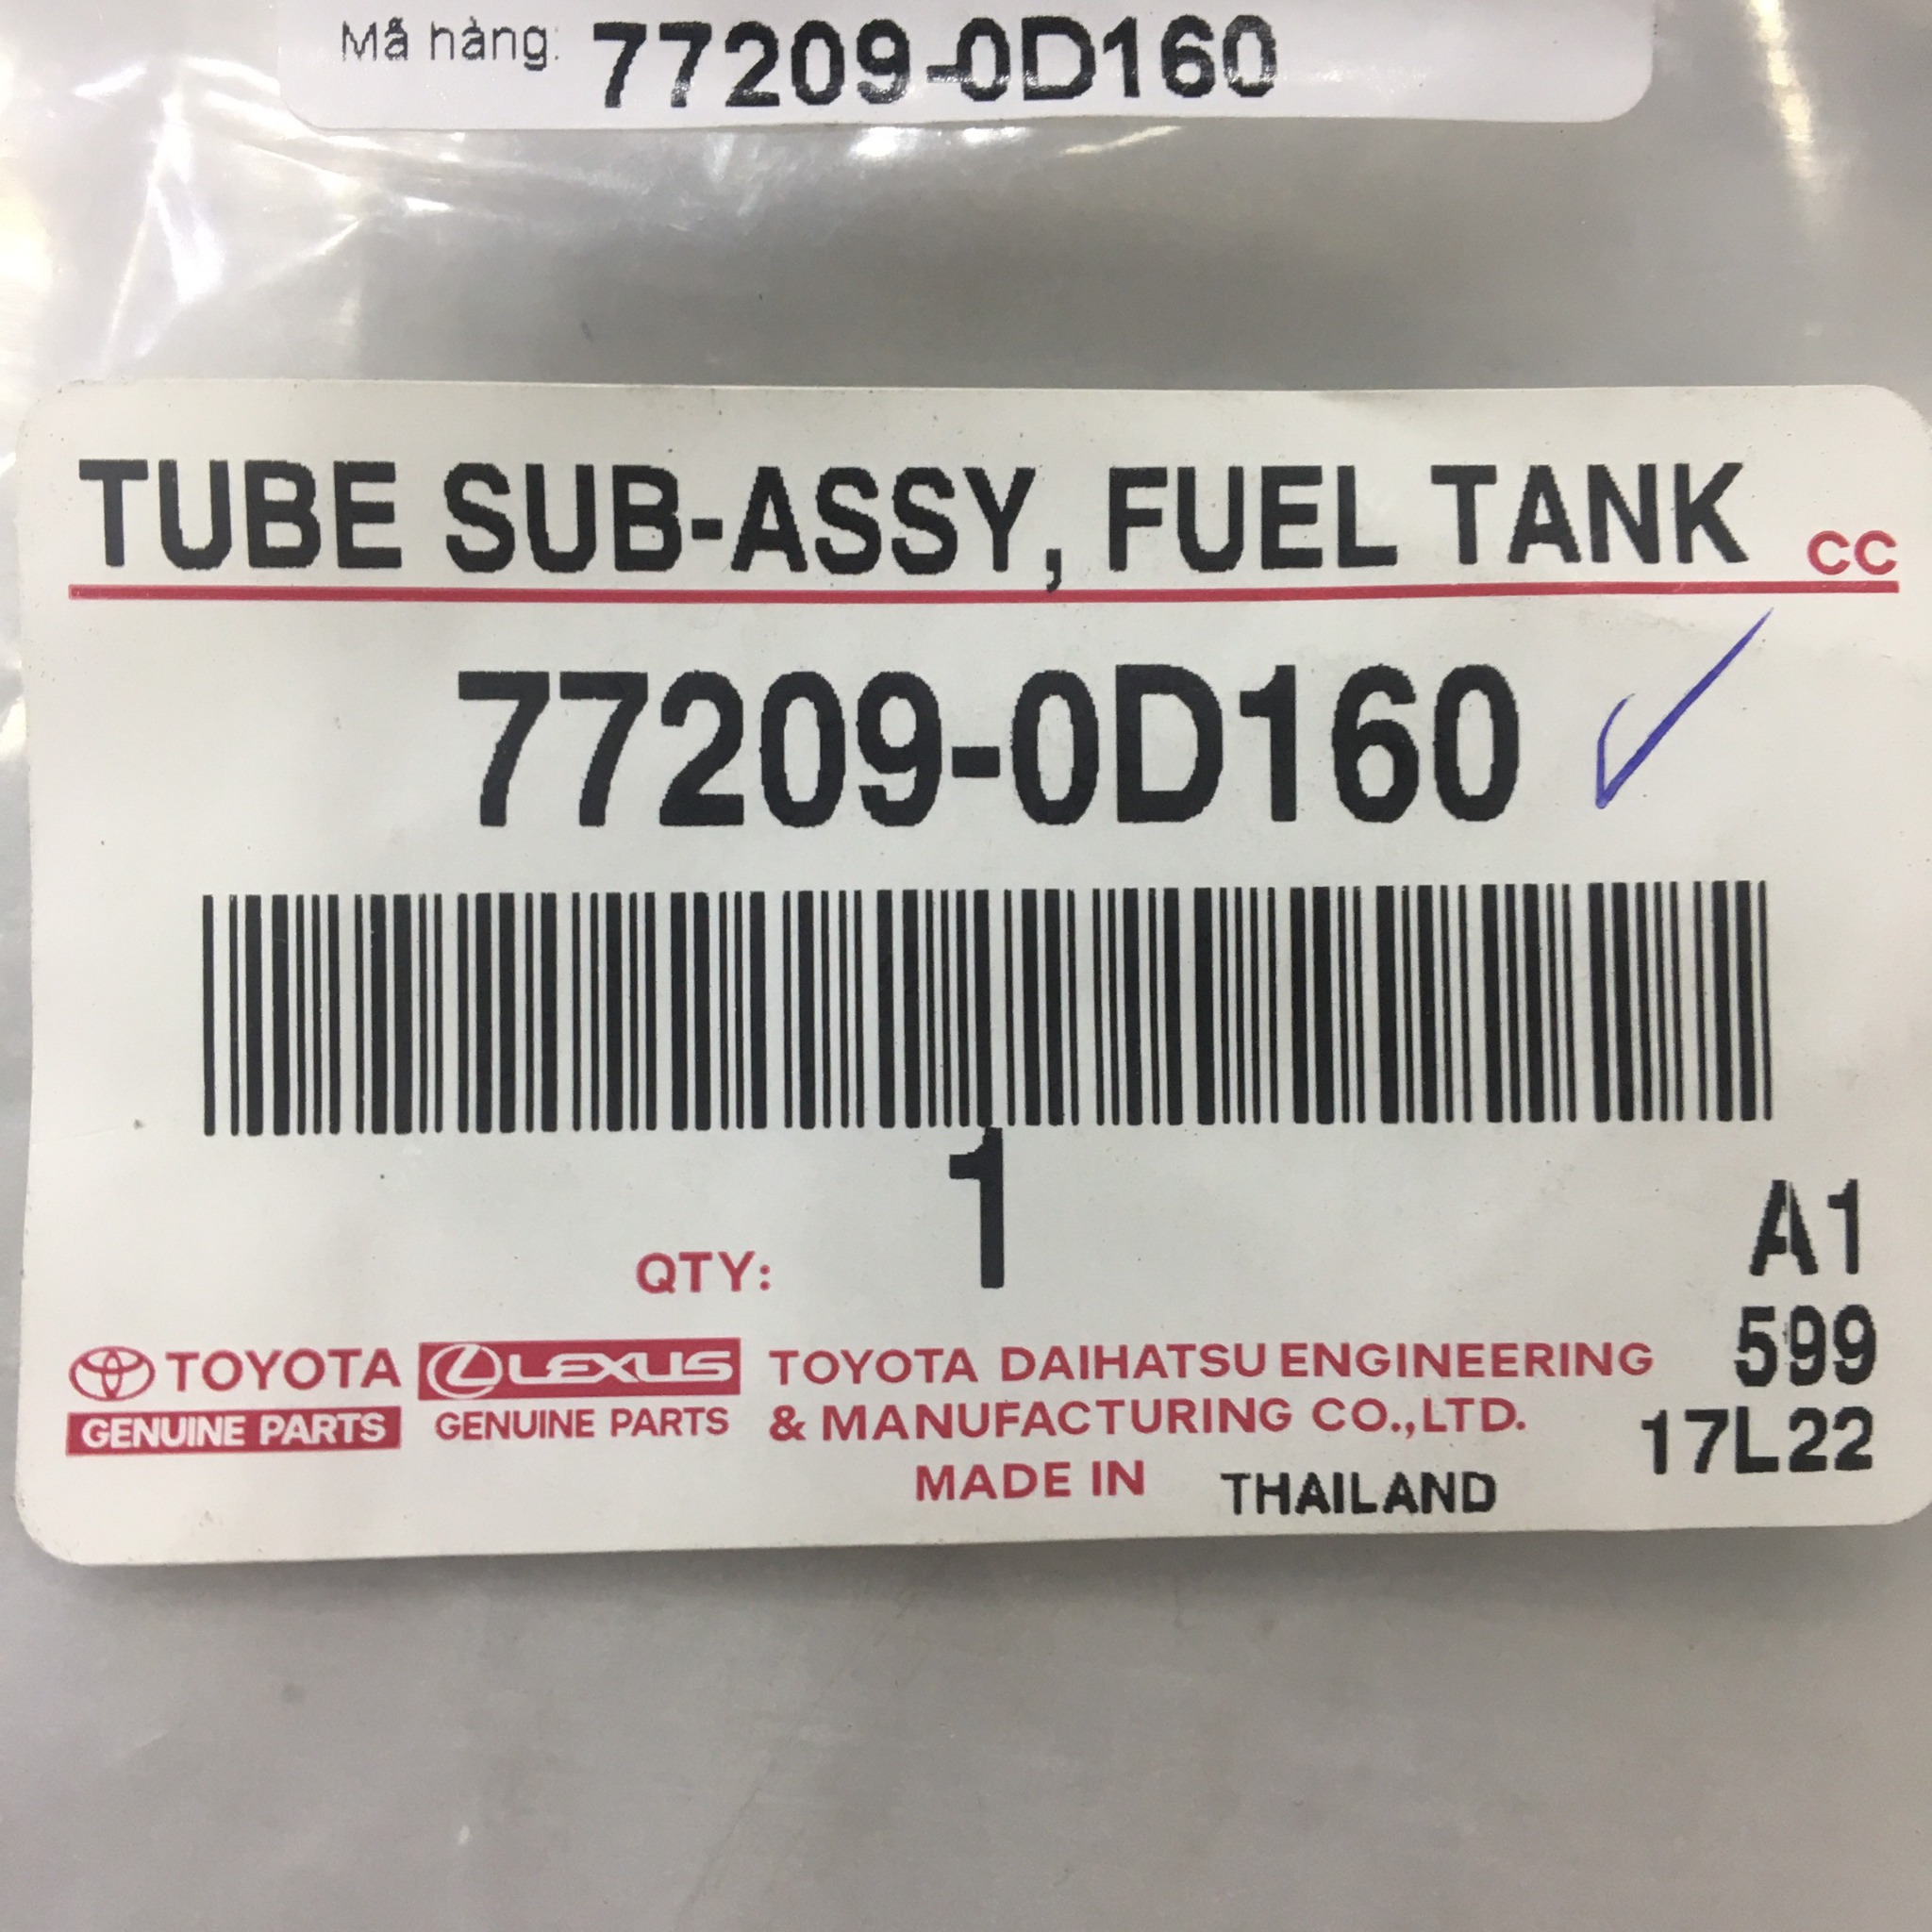 Mã hàng: 77209-0D160
TUBE SUB-ASSY, FUEL TANK CC
77209-0D160
1
QTY:
A1
599
17L22
TOYOTA
GENUINE PARTS
LEXUS
GENUINE PARTS
TOYOTA DAIHATSU ENGINEERING
& MANUFACTURING CO.,LTD.
MADE IN THAILAND